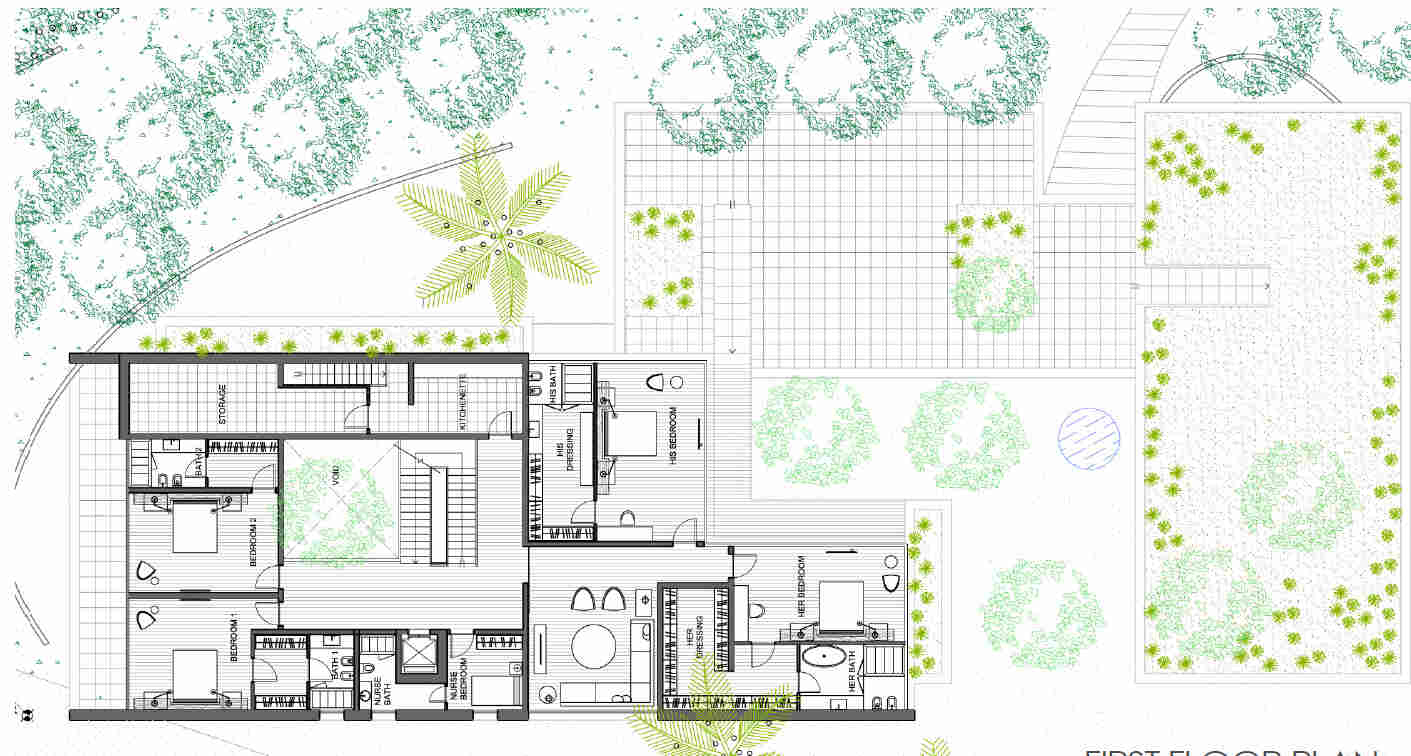 STORAGE
KITCHENETTE
HIS BATH
HIS
DRESSING
HIS BEDROOM
BATH 2
VOID
BEDROOM 2
BEDROOM 1
BATH 1
NURSE
BATH
NURSE
BEDROOM
HER
DRESSING
HER BEDROOM
HER BATH
FIRST FLOOR PLAN